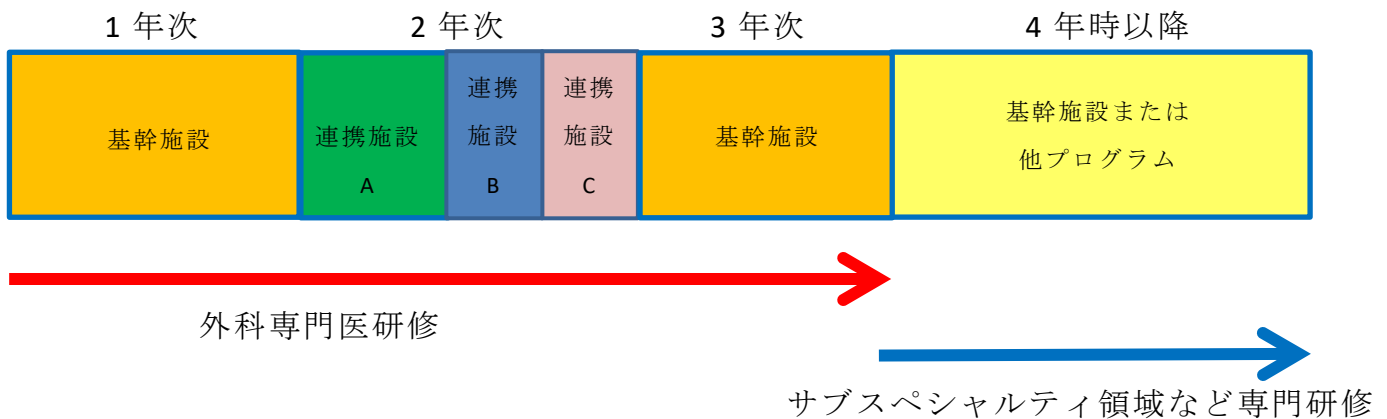 1 年次
2 年次
3 年次
4 年時以降
基幹施設
連携施設
A
連携
施設
B
連携
施設
C
基幹施設
基幹施設または
他プログラム
外科専門医研修
サブスペシャルティ領域など専門研修